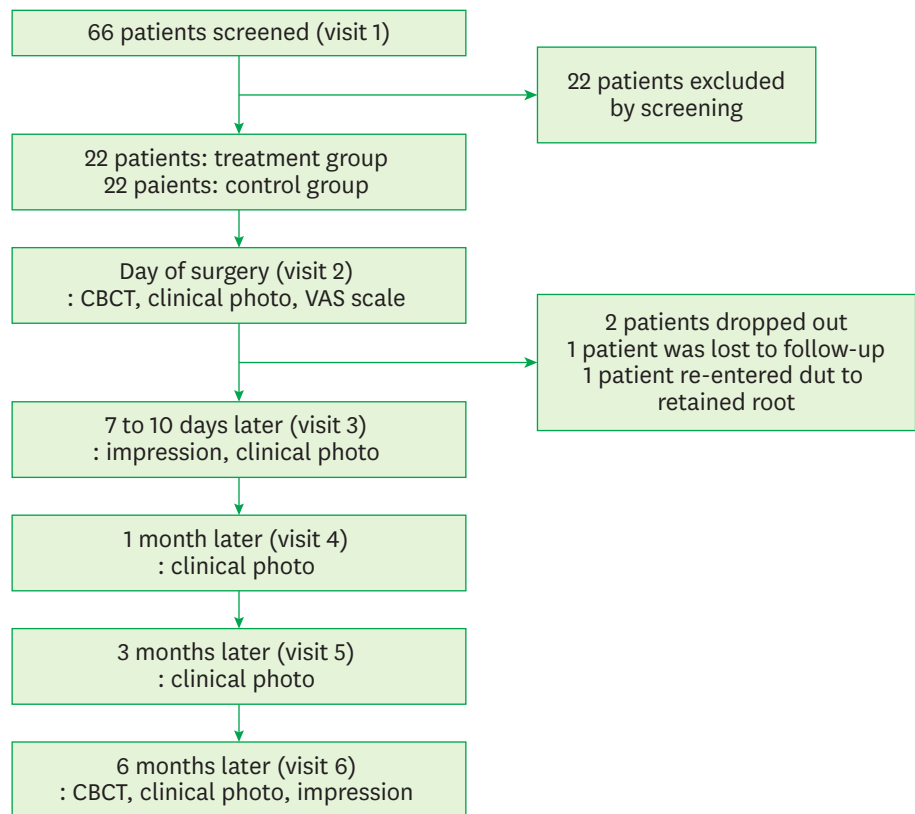 66 patients screened (visit 1)
22 patients excluded
by screening
22 patients: treatment group
22 paients: control group
Day of surgery (visit 2)
: CBCT, clinical photo, VAS scale
2 patients dropped out
1 patient was lost to follow-up
1 patient re-entered dut to
retained root
7 to 10 days later (visit 3)
: impression, clinical photo
1 month later (visit 4)
: clinical photo
3 months later (visit 5)
: clinical photo
6 months later (visit 6)
: CBCT, clinical photo, impression